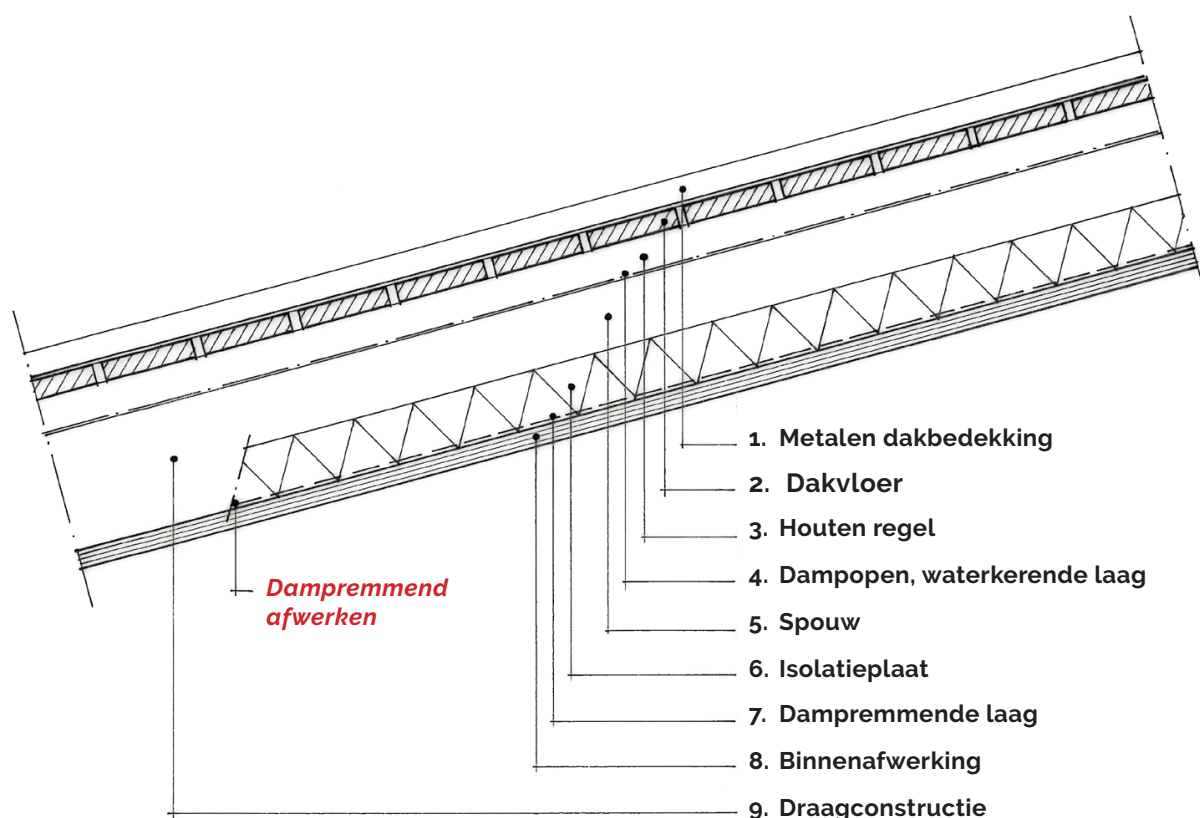 1. Metalen dakbedekking
2. Dakvloer
3. Houten regel
4. Dampopen, waterkerende laag
5. Spouw
Dampremmend
afwerken
6. Isolatieplaat
7. Dampremmende laag
8. Binnenafwerking
9. Draagconstructie